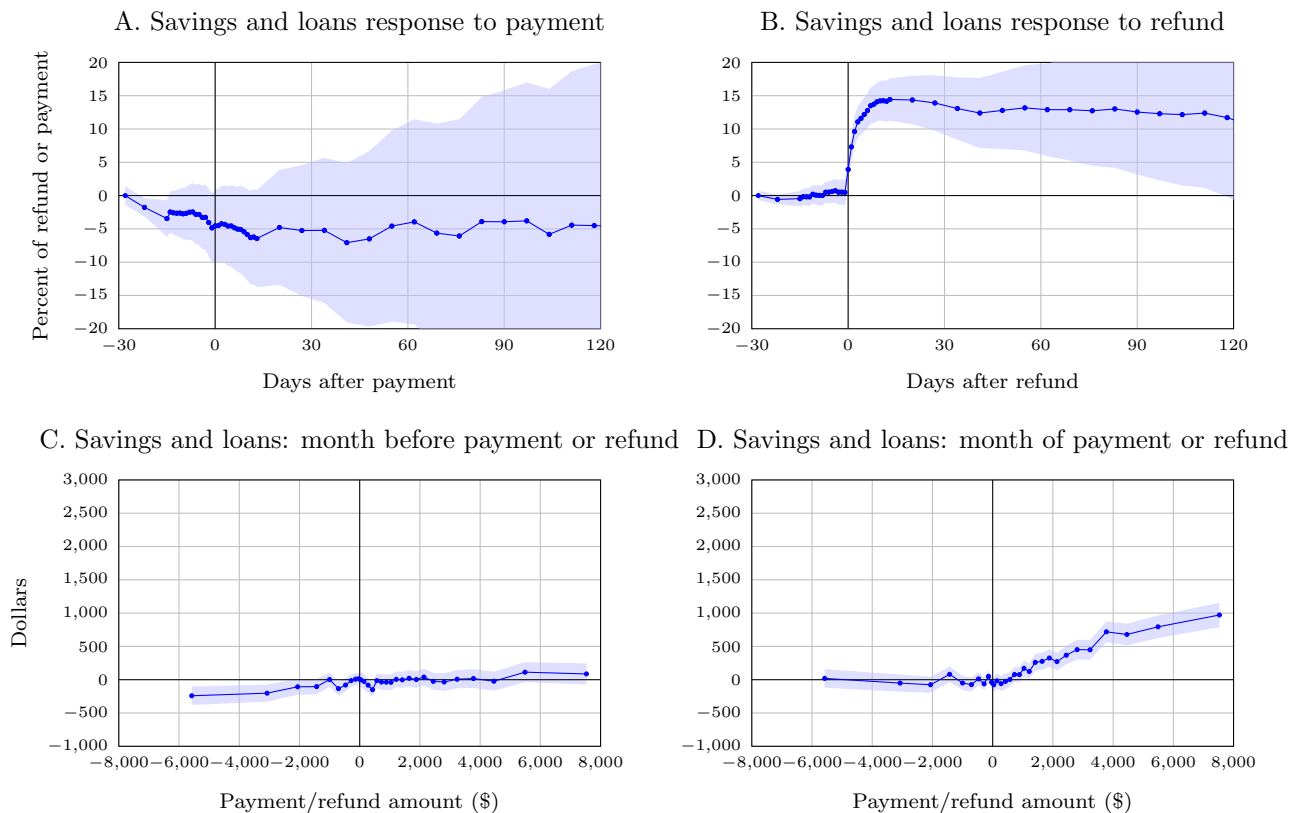 A. Savings and loans response to payment
Percent of refund or payment
20
15
10
5
0
−5
−10
−15
−20
−30 0 30 60 90 120
Days after payment
B. Savings and loans response to refund
20
15
10
5
0
−5
−10
−15
−20
−30 0 30 60 90 120
Days after refund
C. Savings and loans: month before payment or refund
Dollars
3,000
2,500
2,000
1,500
1,000
500
0
−500
−1,000
−8,000 −6,000 −4,000 −2,000 0 2,000 4,000 6,000 8,000
Payment/refund amount ($)
D. Savings and loans: month of payment or refund
3,000
2,500
2,000
1,500
1,000
500
0
−500
−1,000
−8,000 −6,000 −4,000 −2,000 0 2,000 4,000 6,000 8,000
Payment/refund amount ($)